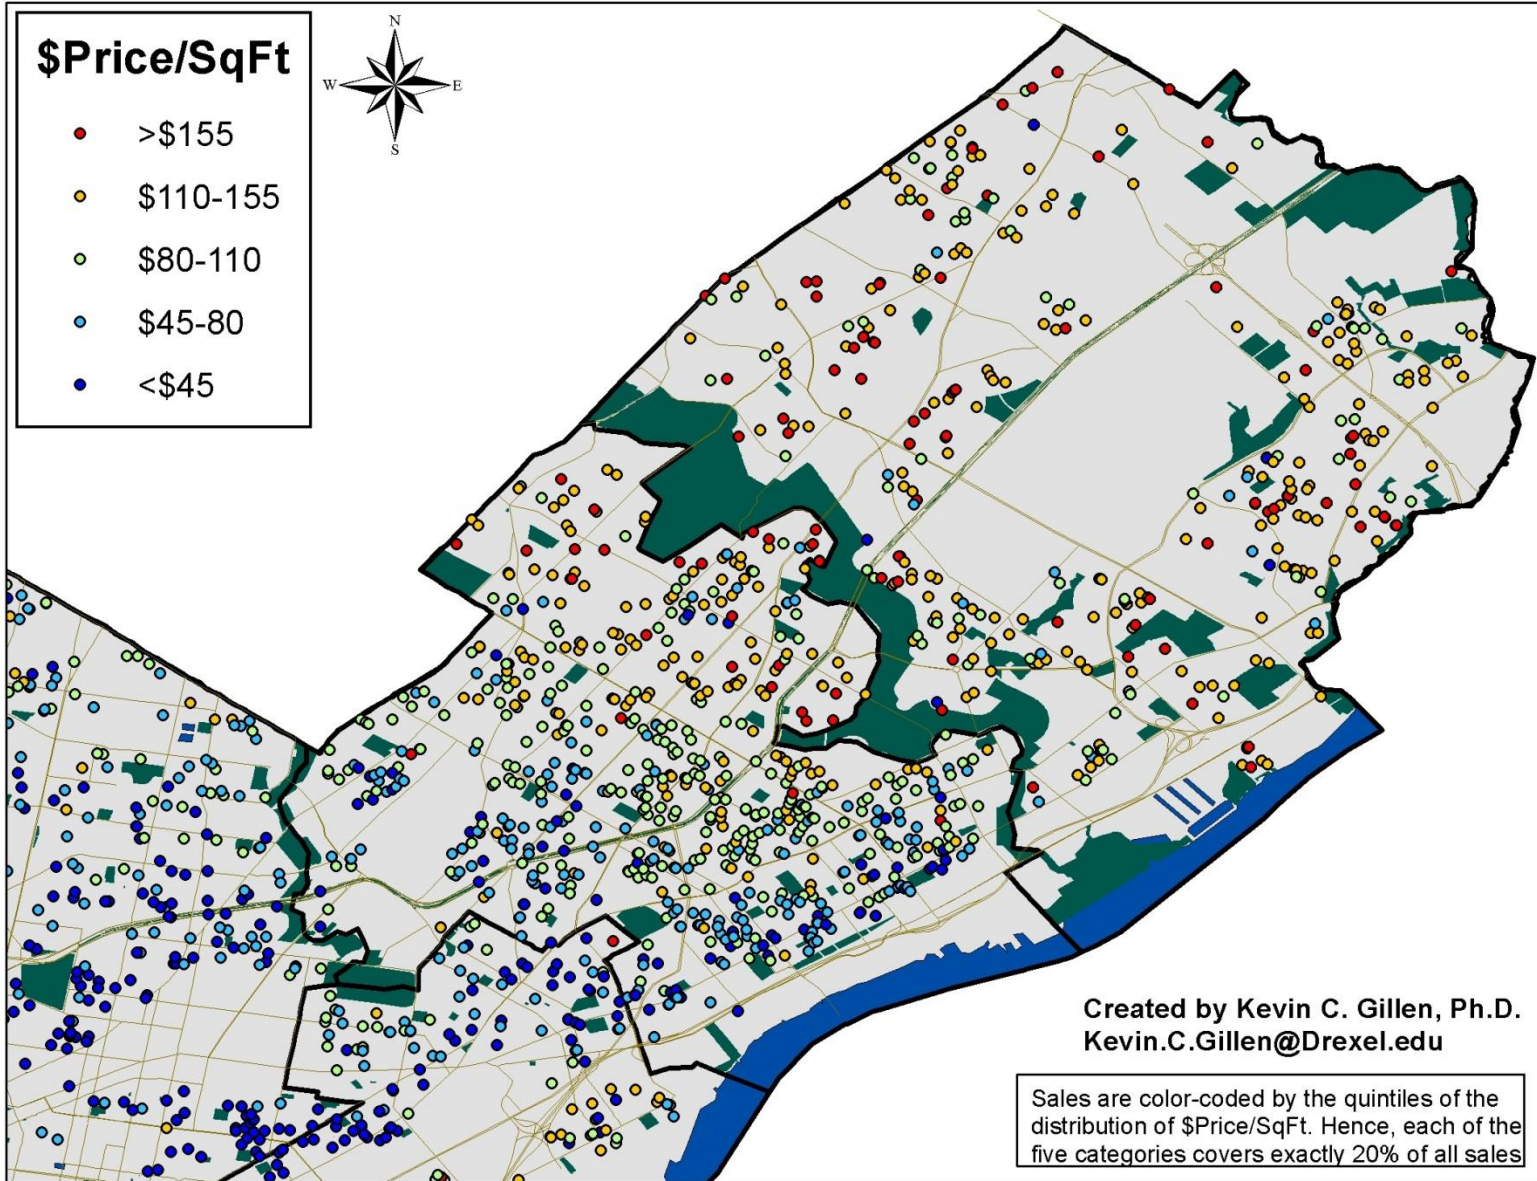 $Price/SqFt
>$155
$110-155
$80-110
$45-80
<$45
N
W
E
S
Created by Kevin C. Gillen, Ph.D.
Kevin.C.Gillen@Drexel.edu
Sales are color-coded by the quintiles of the
distribution of $Price/SqFt. Hence, each of the
five categories covers exactly 20% of all sales